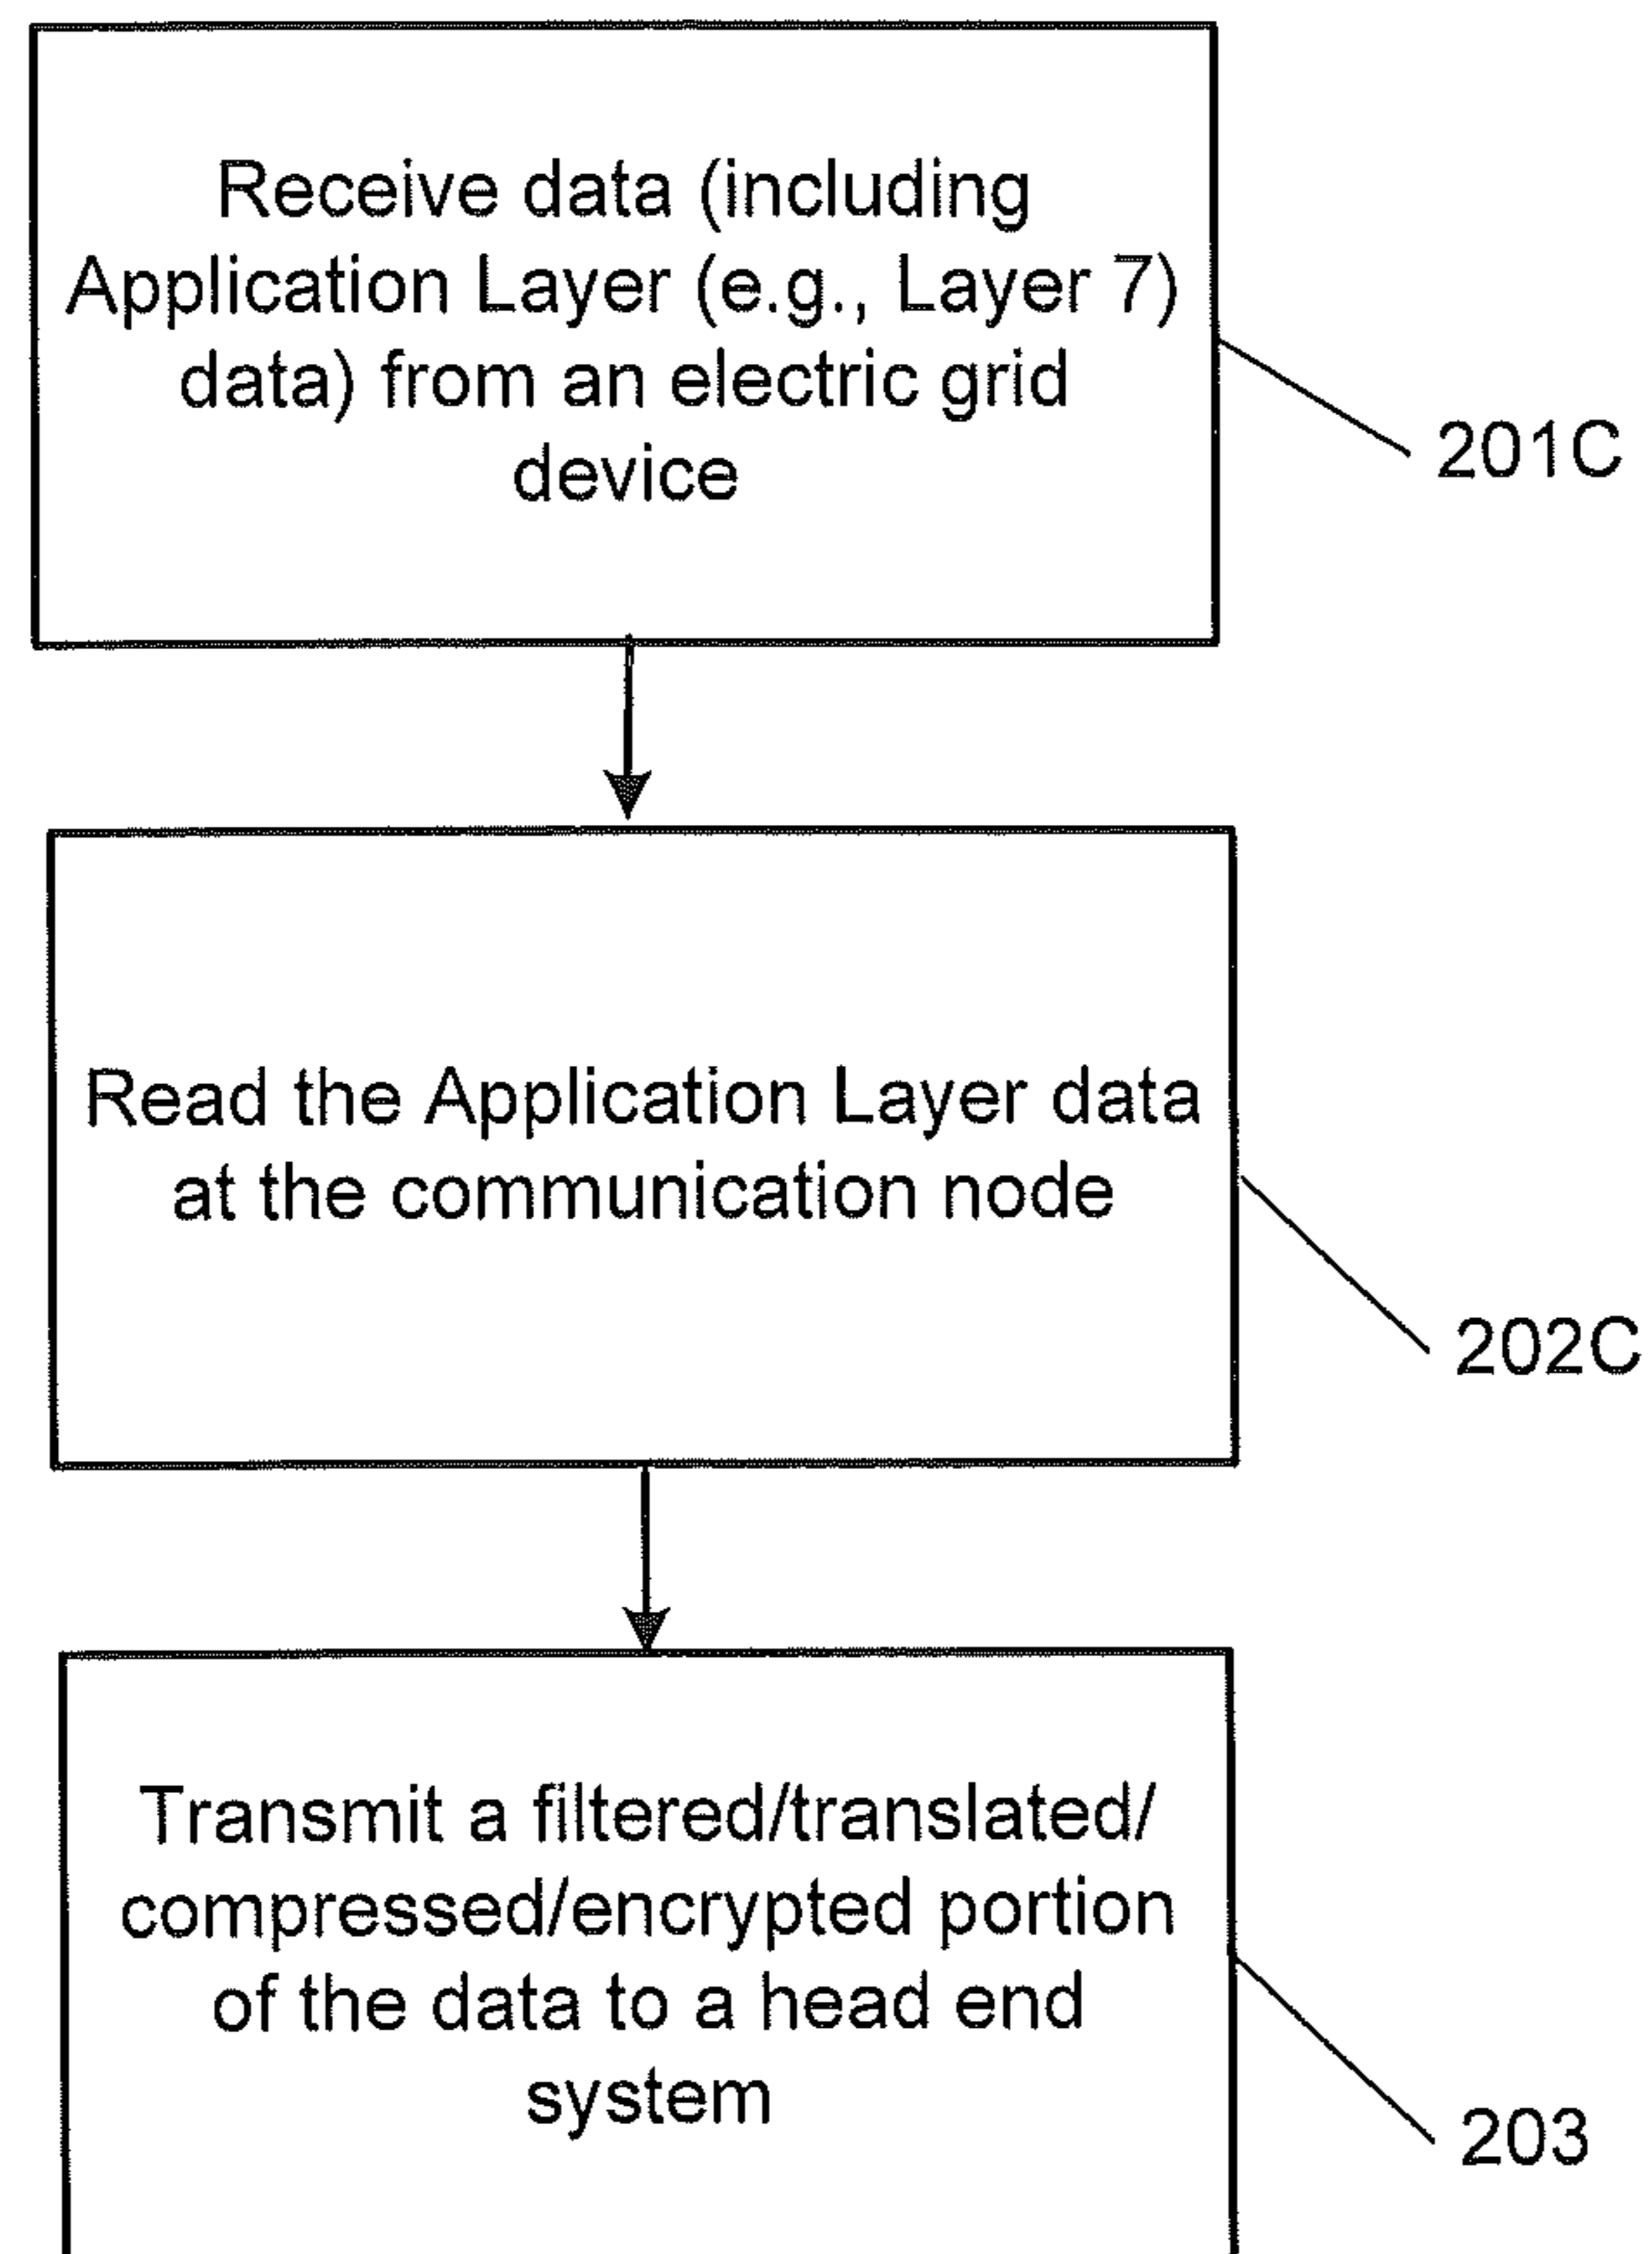 Receive data (including
Application Layer (e.g., Layer 7)
data) from an electric grid
device
201C
Read the Application Layer data
at the communication node
202C
Transmit a filtered/translated/
compressed/encrypted portion
of the data to a head end
system
203